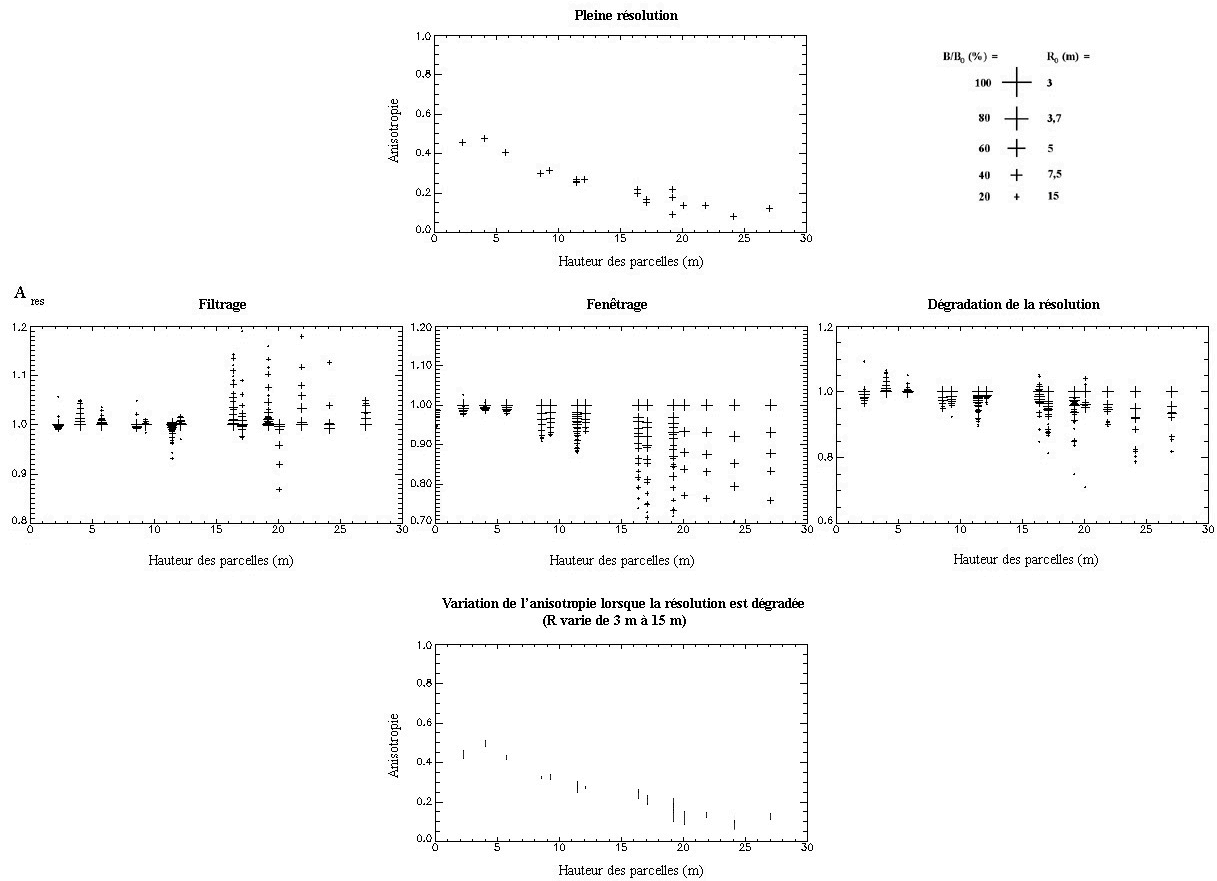 Pleine résolution
1.0
0.8
0.6
0.4
0.2
0.0
Anisotropie
0 5 10 15 20 25 30
Hauteur des parcelles (m)
B/B0 (%) = R0 (m) =
100 3
80 3,7
60 5
40 7,5
20 15
A res
Filtrage
1.2
1.1
1.0
0.9
0.8
0 5 10 15 20 25 30
Hauteur des parcelles (m)
Fenêtrage
1.20
1.10
1.00
0.90
0.80
0.70
0 5 10 15 20 25 30
Hauteur des parcelles (m)
Dégradation de la résolution
1.2
1.0
0.8
0.6
0 5 10 15 20 25 30
Hauteur des parcelles (m)
Variation de l'anisotropie lorsque la résolution est dégradée
(R varie de 3 m à 15 m)
1.0
0.8
0.6
0.4
0.2
0.0
Anisotropie
0 5 10 15 20 25 30
Hauteur des parcelles (m)